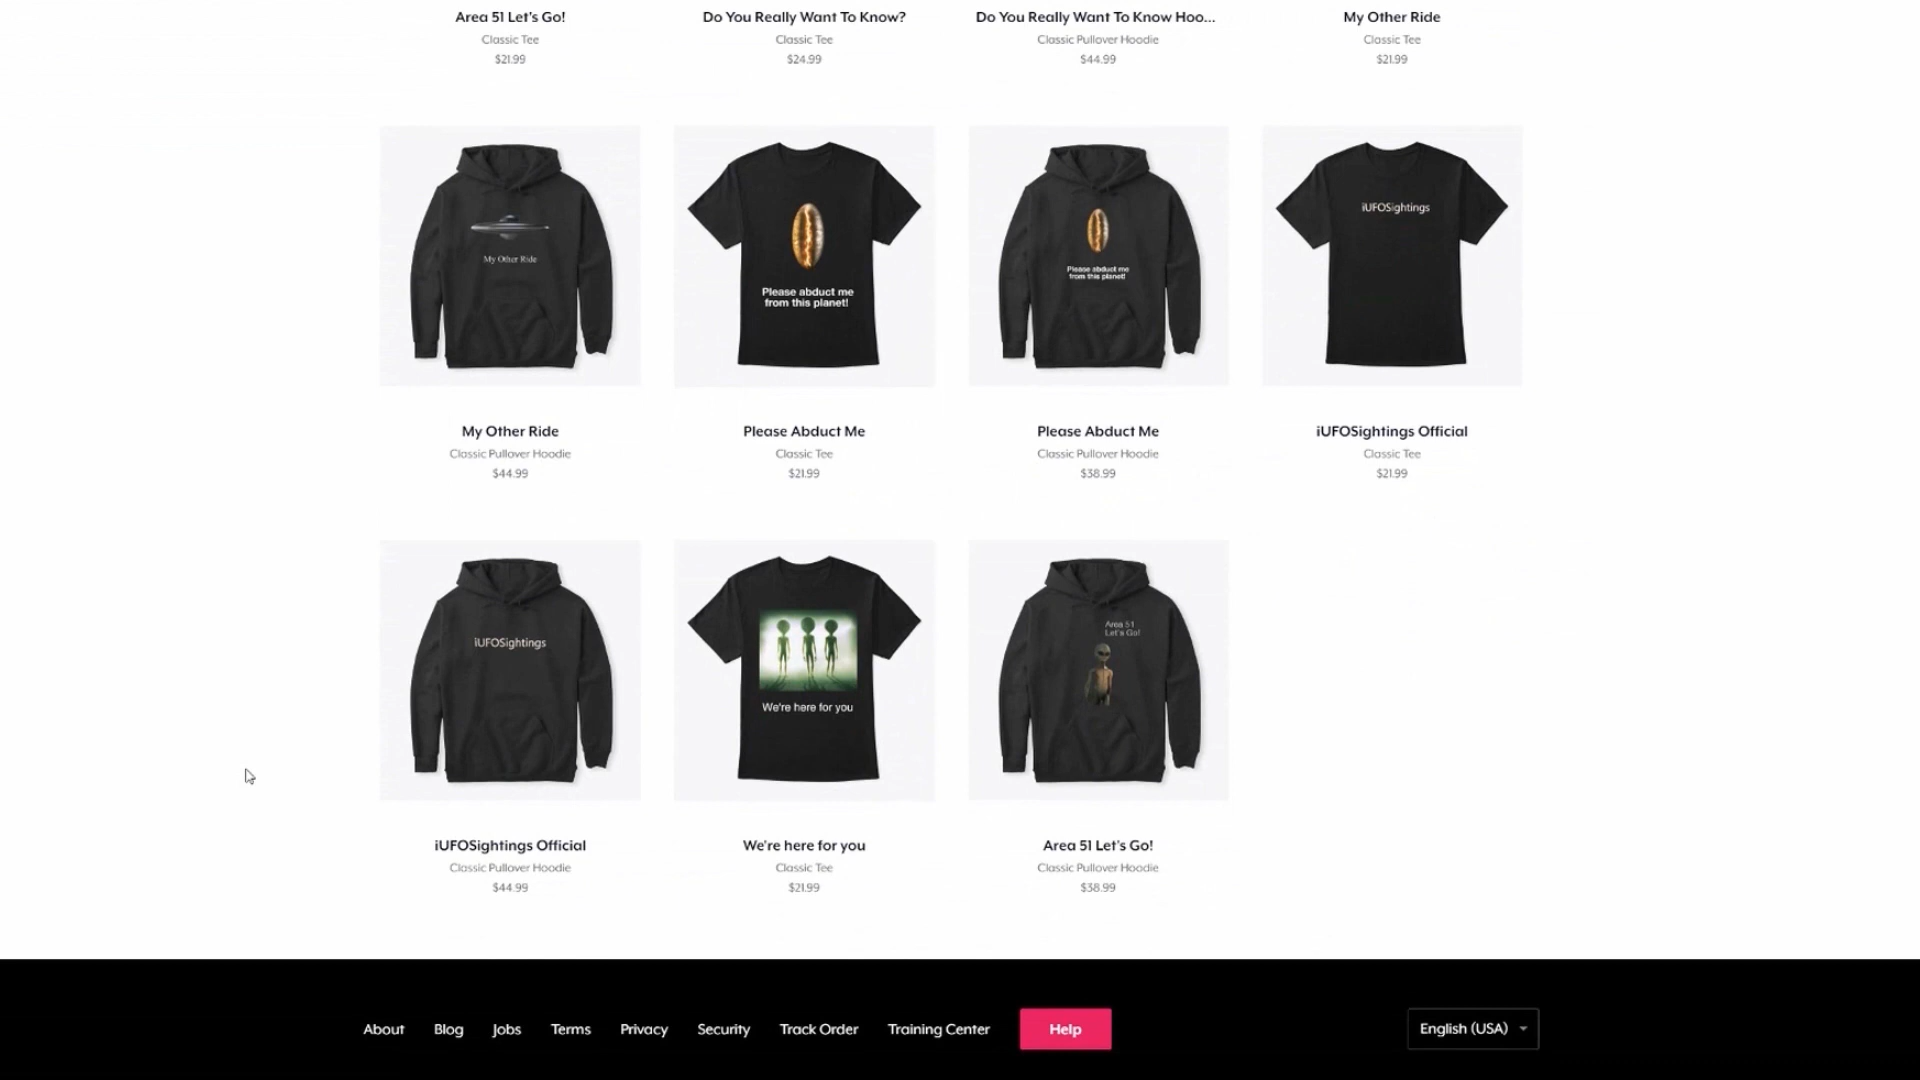 Area 51 Let's Go!
Classic Tee
$21.99
Do You Really Want To Know?
Classic Tee
$24.99
Do You Really Want To Know Hoo...
Classic Pullover Hoodie
$44.99
My Other Ride
Classic Tee
$21.99
My Other Ride
Please abduct me
from this planet!
Please abduct me
from this planet!
iUFOSightings
My Other Ride
Classic Pullover Hoodie
$44.99
Please Abduct Me
Classic Tee
$21.99
Please Abduct Me
Classic Pullover Hoodie
$38.99
iUFOSightings Official
Classic Tee
$21.99
iUFOSightings
We're here for you
Area 51
Let's Go!
iUFOSightings Official
Classic Pullover Hoodie
$44.99
We're here for you
Classic Tee
$21.99
Area 51 Let's Go!
Classic Pullover Hoodie
$38.99
About Blog Jobs Terms Privacy Security Track Order Training Center Help English (USA)